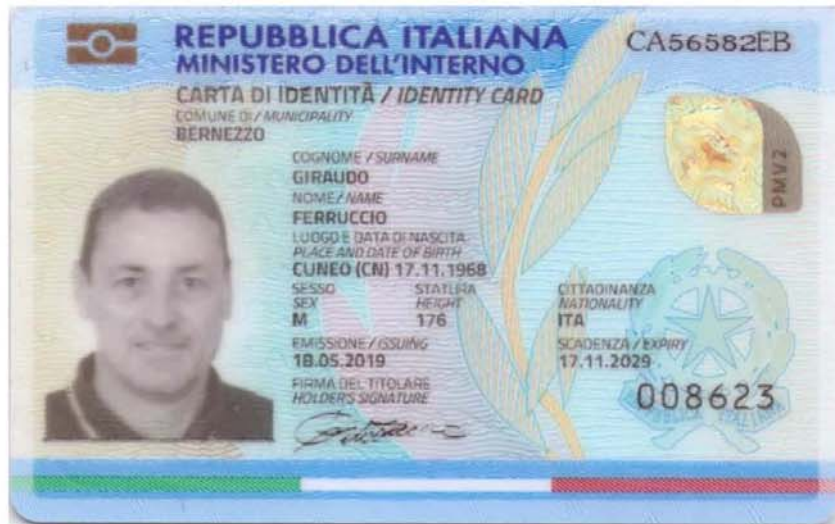 REPUBBLICA ITALIANA
CA56582EB
MINISTERO DELL'INTERNO
CARTA DI IDENTITÀ / IDENTITY CARD
COMUNE DI / MUNICIPALITY
BERNEZZO
PMV2
COGNOME / SURNAME
GIRAUDO
NOME / NAME
FERRUCCIO
LUOGO E DATA DI NASCITA
PLACE AND DATE OF BIRTH
CUNEO (CN) 17.11.1968
SESSO STATURA CITTADINANZA
SEX HEIGHT NATIONALITY
M 176 ITA
EMISSIONE / ISSUING SCADENZA / EXPIRY
18.05.2019 17.11.2029
FIRMA DEL TITOLARE
HOLDER'S SIGNATURE
008623